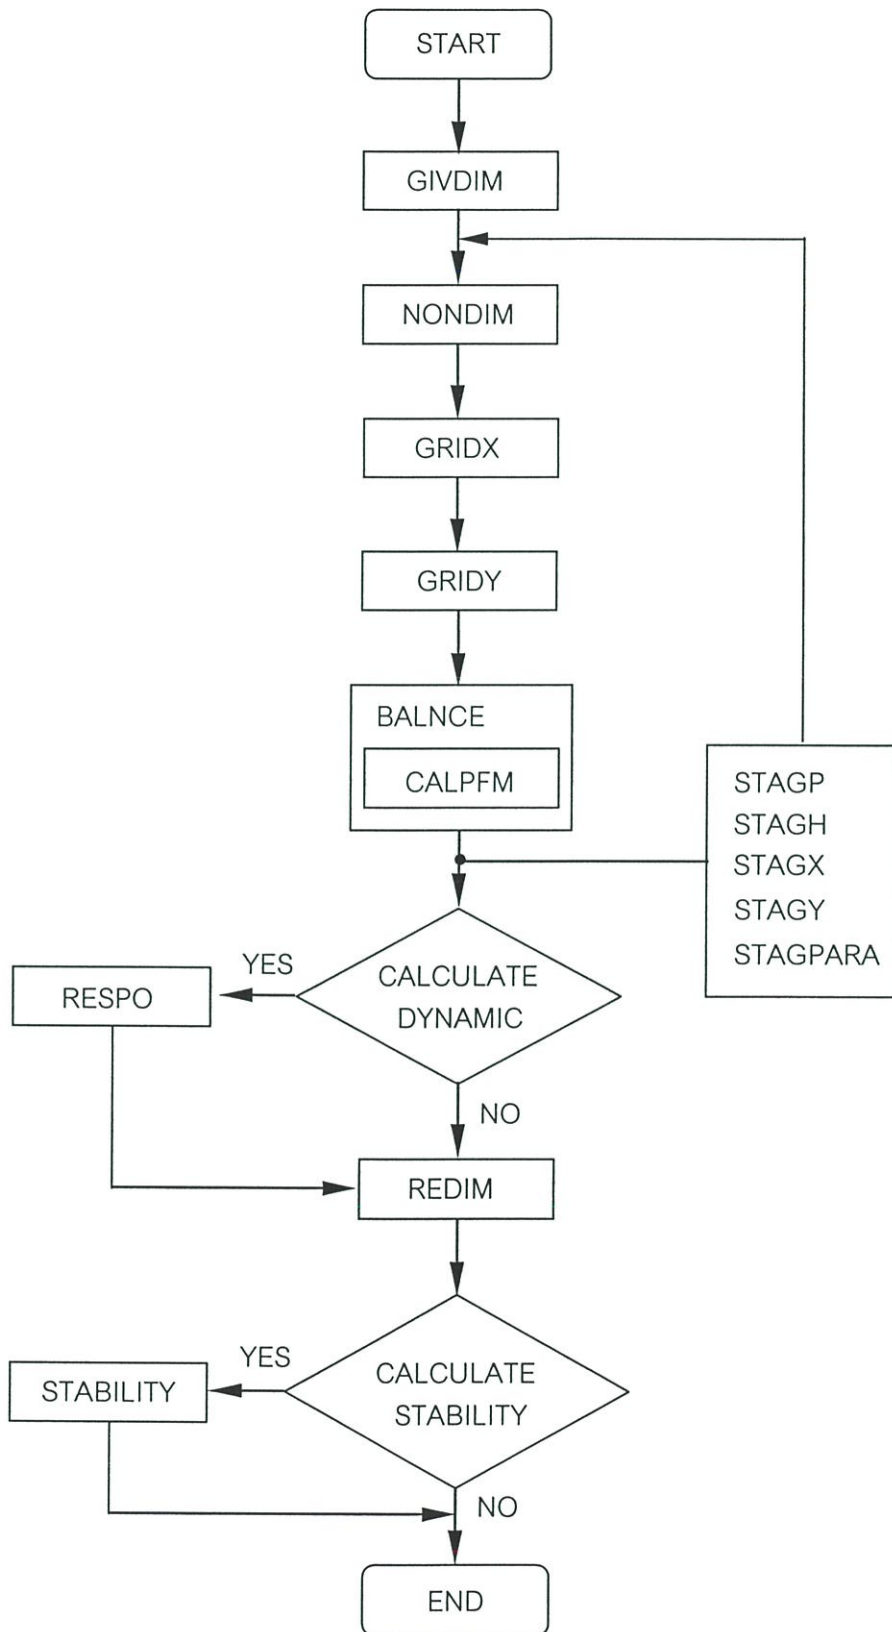 START
GIVDIM
NONDIM
GRIDX
GRIDY
BALNCE
CALPFM
STAGP
STAGH
STAGX
STAGY
STAGPARA
CALCULATE
DYNAMIC
YES
RESPO
NO
REDIM
CALCULATE
STABILITY
YES
STABILITY
NO
END